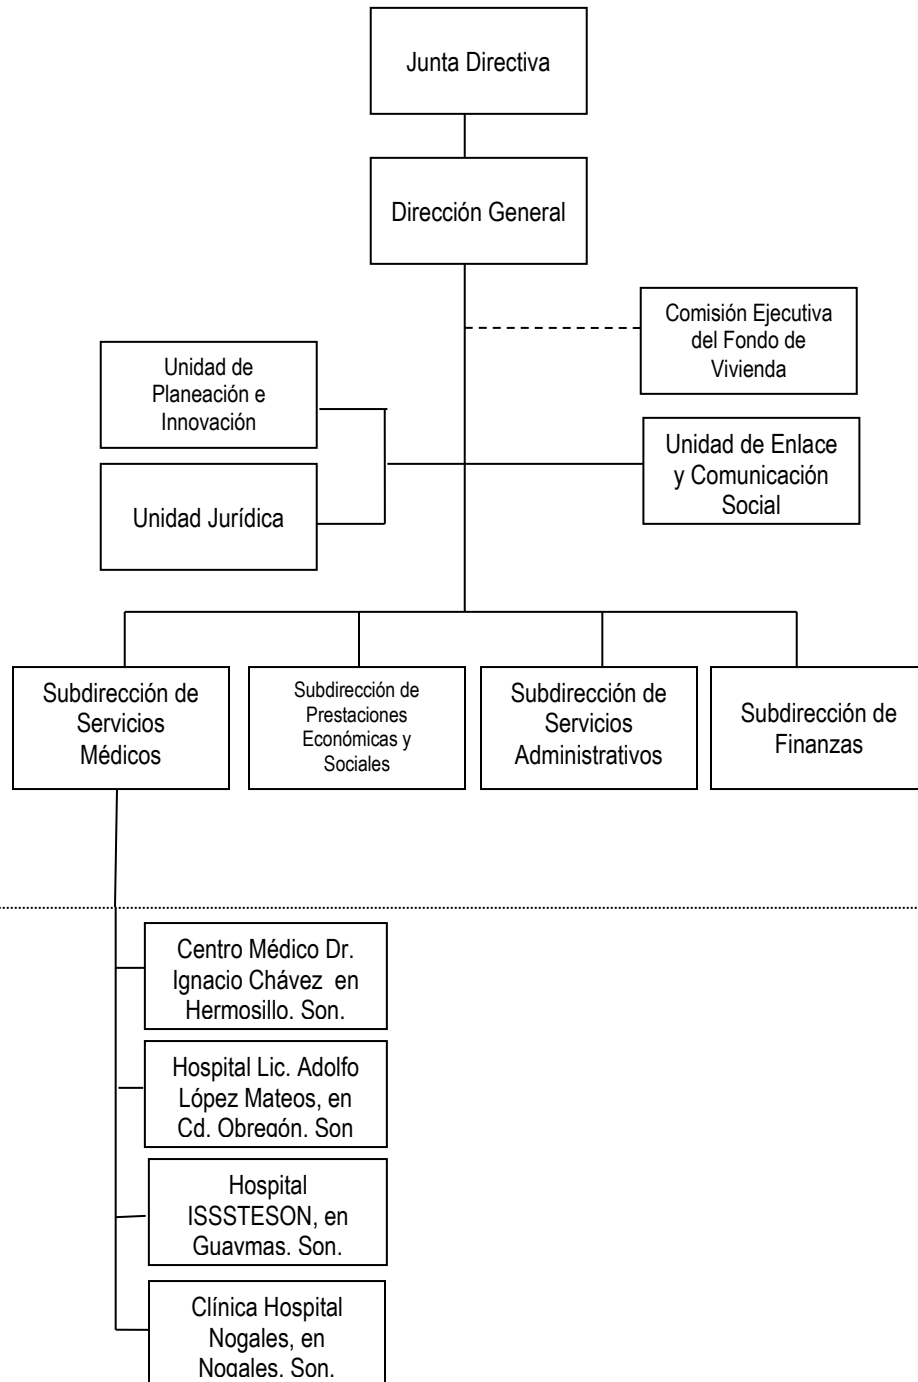 Junta Directiva
Dirección General
Comisión Ejecutiva
del Fondo de
Vivienda
Unidad de
Planeación e
Innovación
Unidad de Enlace
y Comunicación
Social
Unidad Jurídica
Subdirección de
Servicios
Médicos
Subdirección de
Prestaciones
Económicas y
Sociales
Subdirección de
Servicios
Administrativos
Subdirección de
Finanzas
Centro Médico Dr.
Ignacio Chávez en
Hermosillo. Son.
Hospital Lic. Adolfo
López Mateos, en
Cd. Obregón. Son
Hospital
ISSSTESON, en
Guaymas. Son.
Clínica Hospital
Nogales, en
Nogales. Son.